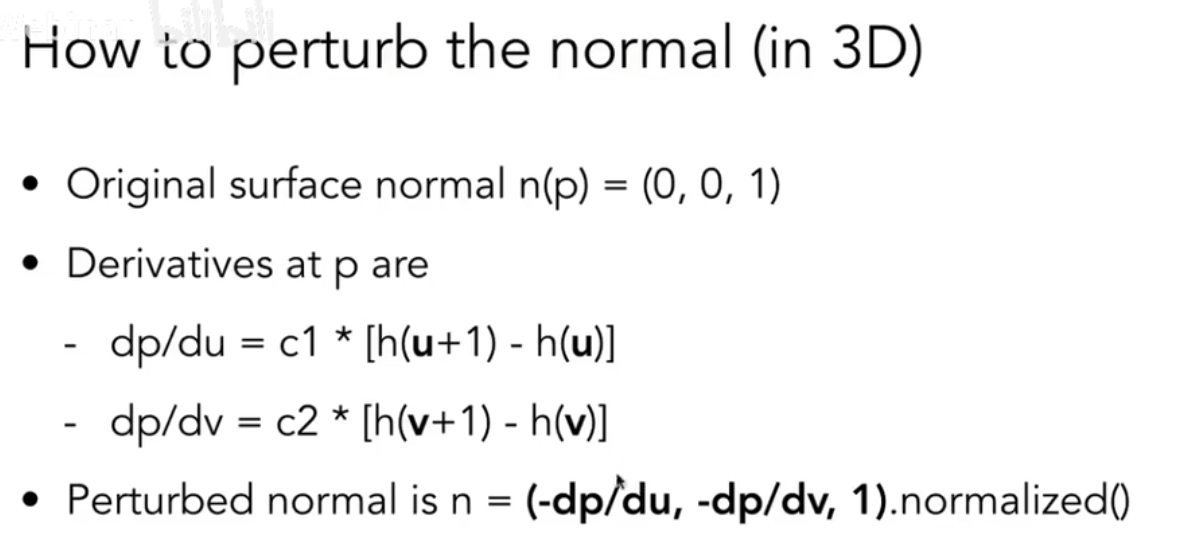 How to perturb the normal (in 3D)
• Original surface normal n(p) = (0, 0, 1)
• Derivatives at p are
- dp/du = c1 * [h(u+1) - h(u)]
- dp/dv = c2 * [h(v+1) - h(v)]
• Perturbed normal is n = (-dp/du, -dp/dv, 1).normalized()